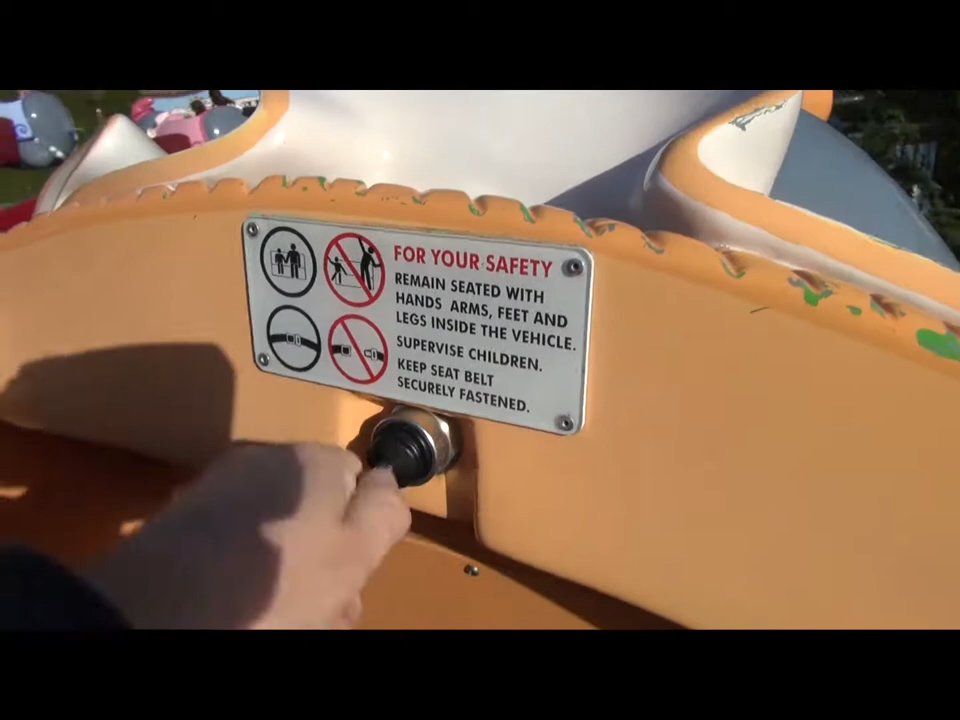 FOR YOUR SAFETY
REMAIN SEATED WITH
HANDS ARMS, FEET AND
LEGS INSIDE THE VEHICLE.
SUPERVISE CHILDREN.
KEEP SEAT BELT
SECURELY FASTENED.